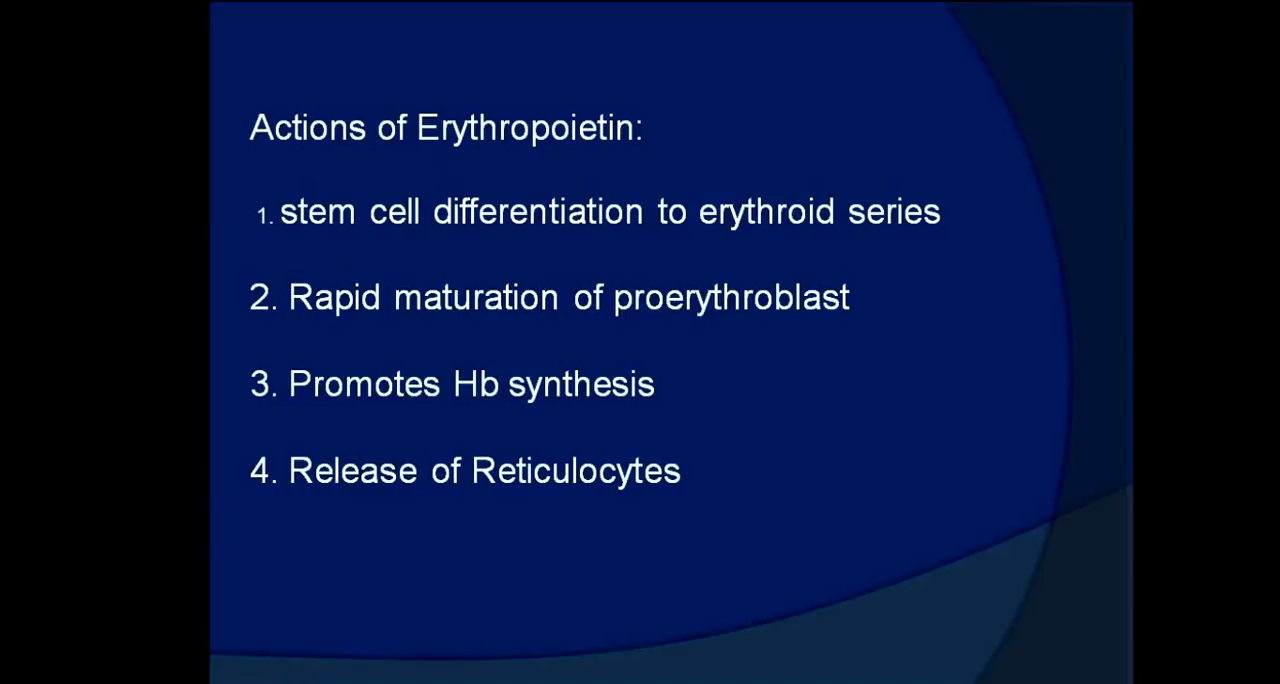 Actions of Erythropoietin:
1. stem cell differentiation to erythroid series
2. Rapid maturation of proerythroblast
3. Promotes Hb synthesis
4. Release of Reticulocytes